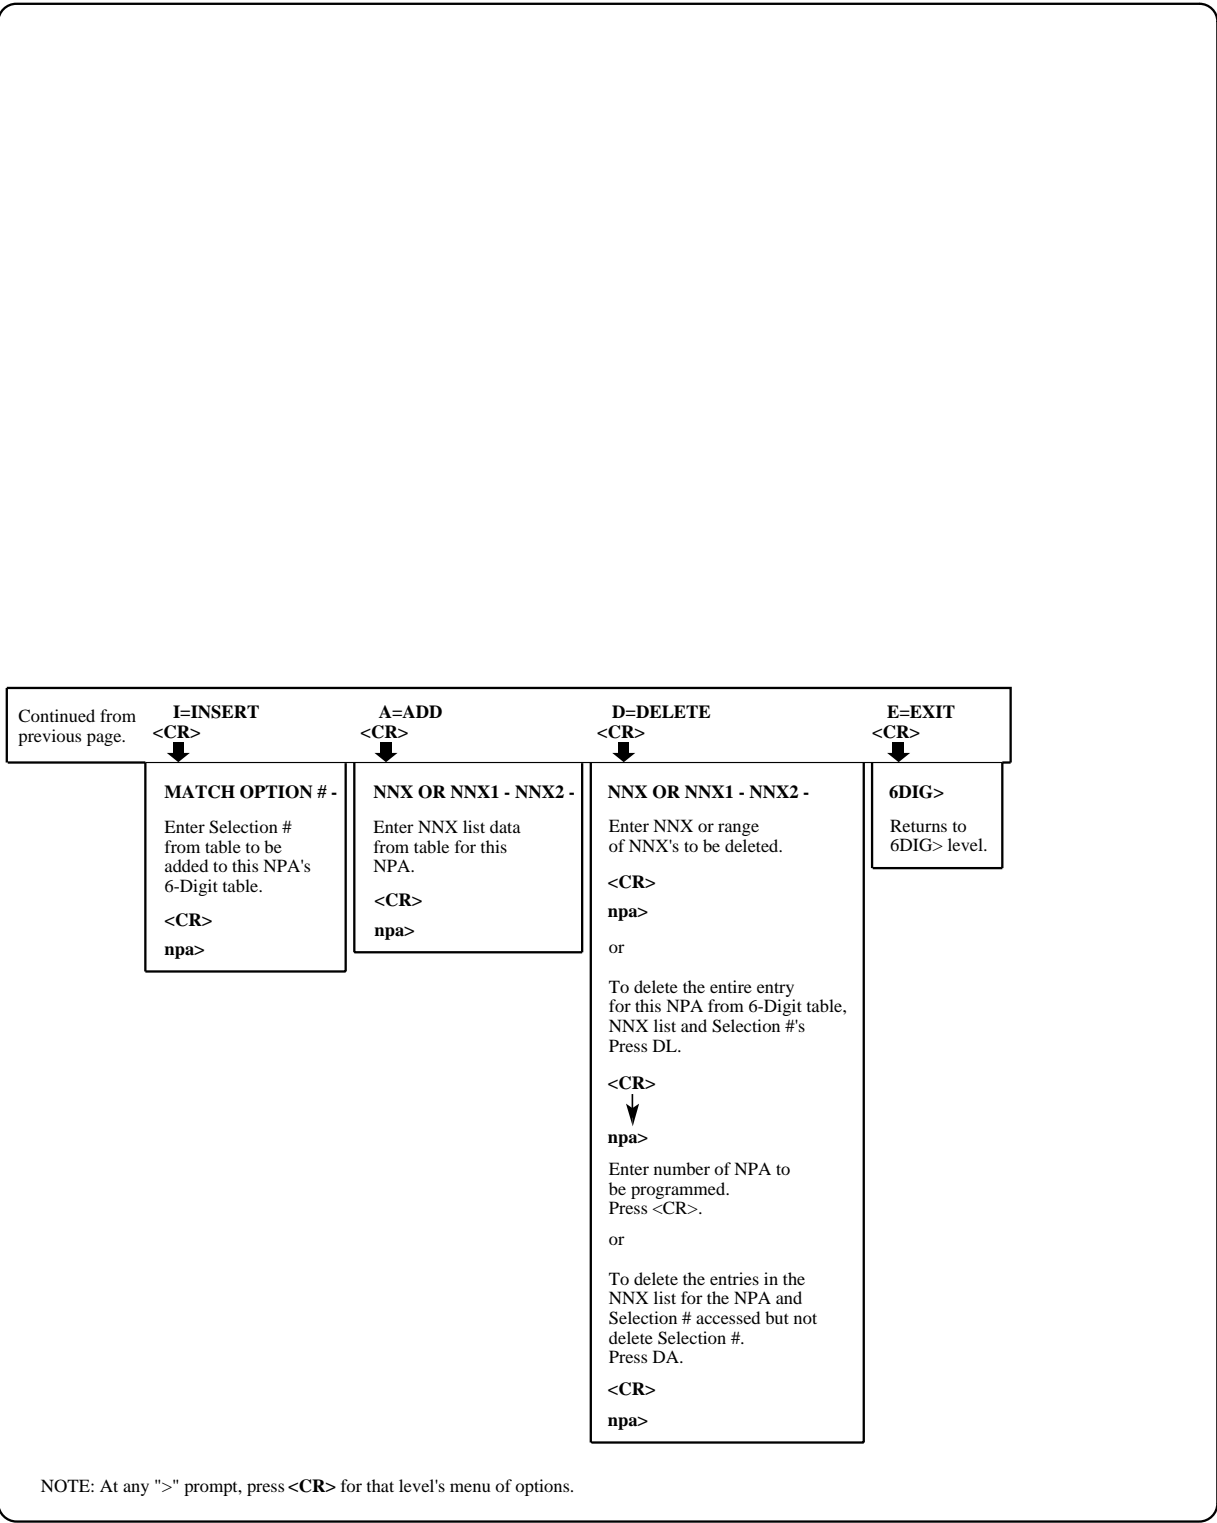 Continued from
previous page.
I=INSERT
<CR>
A=ADD
<CR>
D=DELETE
<CR>
E=EXIT
<CR>
MATCH OPTION # -
Enter Selection #
from table to be
added to this NPA's
6-Digit table.
<CR>
npa>
NNX OR NNX1 - NNX2 -
Enter NNX list data
from table for this
NPA.
<CR>
npa>
NNX OR NNX1 - NNX2 -
Enter NNX or range
of NNX's to be deleted.
<CR>
npa>
or
To delete the entire entry
for this NPA from 6-Digit table,
NNX list and Selection #'s
Press DL.
<CR>
npa>
Enter number of NPA to
be programmed.
Press <CR>.
or
To delete the entries in the
NNX list for the NPA and
Selection # accessed but not
delete Selection #.
Press DA.
<CR>
npa>
6DIG>
Returns to
6DIG> level.
NOTE: At any ">" prompt, press <CR> for that level's menu of options.